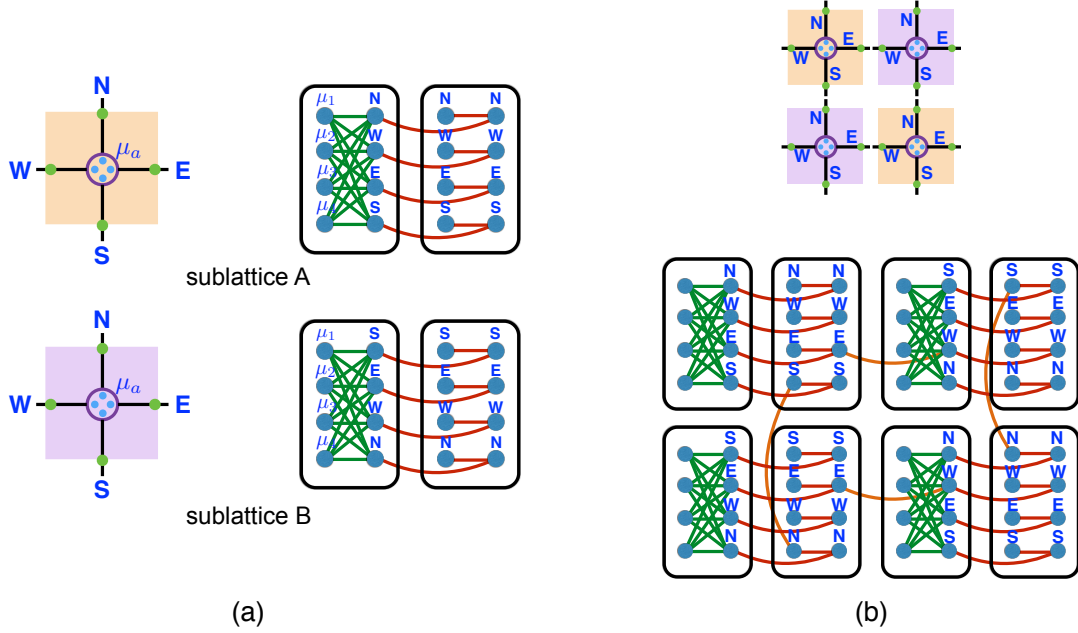 N
W μₐ E
S
μ₁ N N N
μ₂ W W W
μ₃ E E E
μ₄ S S S
sublattice A
N
W μₐ E
S
μ₁ S S S
μ₂ E E E
μ₃ W W W
μ₄ N N N
sublattice B
(a)
N N
W E W E
S S
N N
W E W E
S S
N N N S S S
W W W E E E
E E E W W W
S S S N N N
S S S N N N
E E E W W W
W W W E E E
N N N S S S
(b)